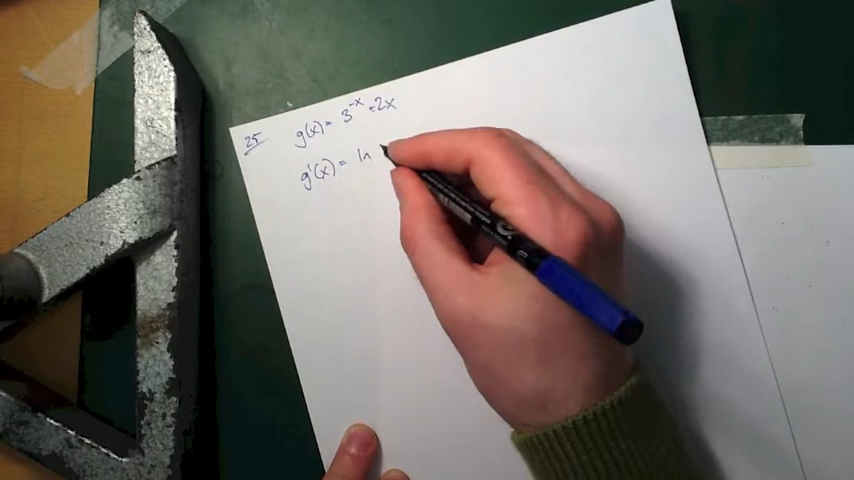 25 g(x) = 3^-x + 2x
g'(x) = ln